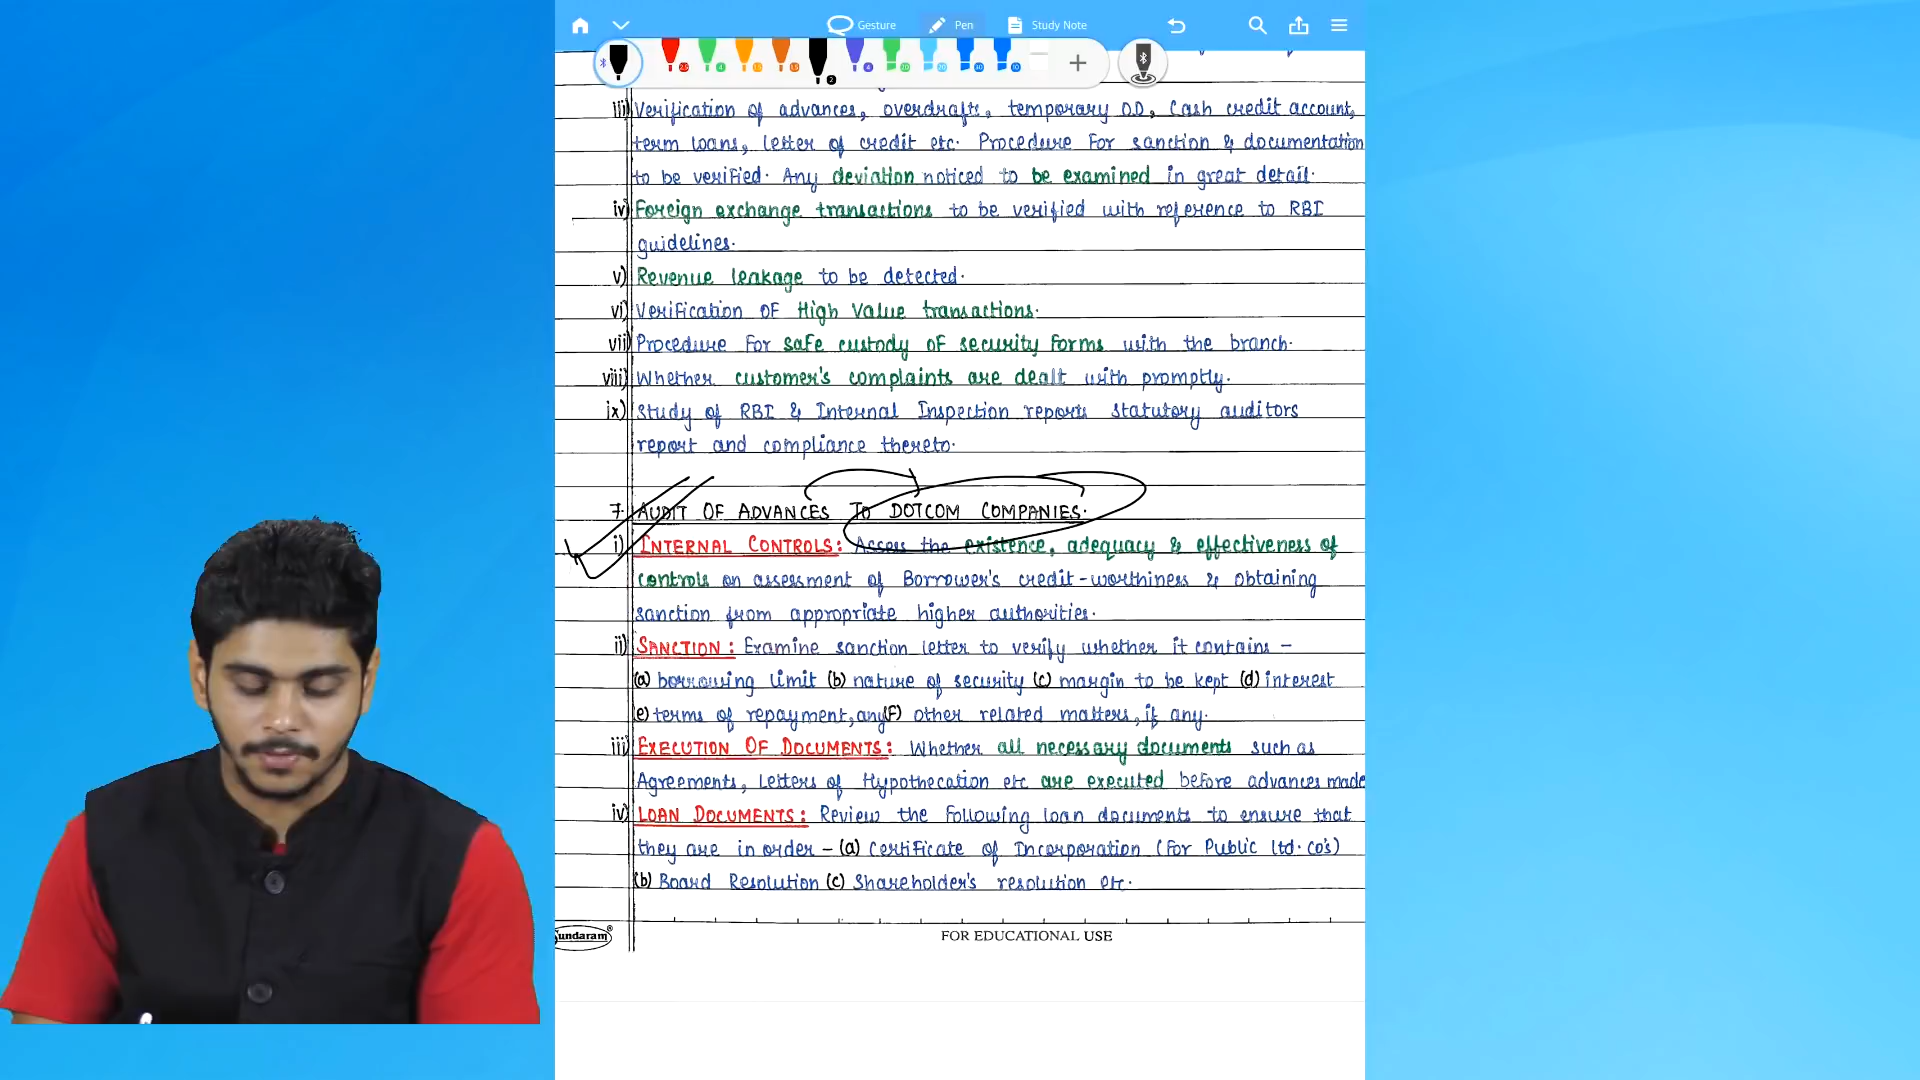 Gesture Pen Study Note
iii) Verification of advances, overdrafts, temporary O.D, Cash credit account,
term loans, letter of credit etc. Procedure For sanction & documentation
to be verified. Any deviation noticed to be examined in great detail.
iv) Foreign exchange transactions to be verified with reference to RBI
guidelines.
v) Revenue leakage to be detected.
vi) Verification OF High Value transactions.
vii) Procedure For safe custody of security forms with the branch.
viii) Whether customer's complaints are dealt with promptly.
ix) Study of RBI & Internal Inspection reports statutory auditors
report and compliance thereto.
7. AUDIT OF ADVANCES TO DOTCOM COMPANIES.
i) INTERNAL CONTROLS: Assess the existence, adequacy & effectiveness of
controls on assessment of Borrower's credit-worthiness & obtaining
sanction from appropriate higher authorities.
ii) SANCTION: Examine sanction letter to verify whether it contains -
(a) borrowing limit (b) nature of security (c) margin to be kept (d) interest
(e) terms of repayment, any (F) other related matters, if any.
iii) EXECUTION OF DOCUMENTS: Whether all necessary documents such as
Agreements, Letters of Hypothecation etc are executed before advances made
iv) LOAN DOCUMENTS: Review the following loan documents to ensure that
they are in order - (a) Certificate of Incorporation (For Public ltd. co's)
(b) Board Resolution (c) Shareholder's resolution etc.
undaram®
FOR EDUCATIONAL USE